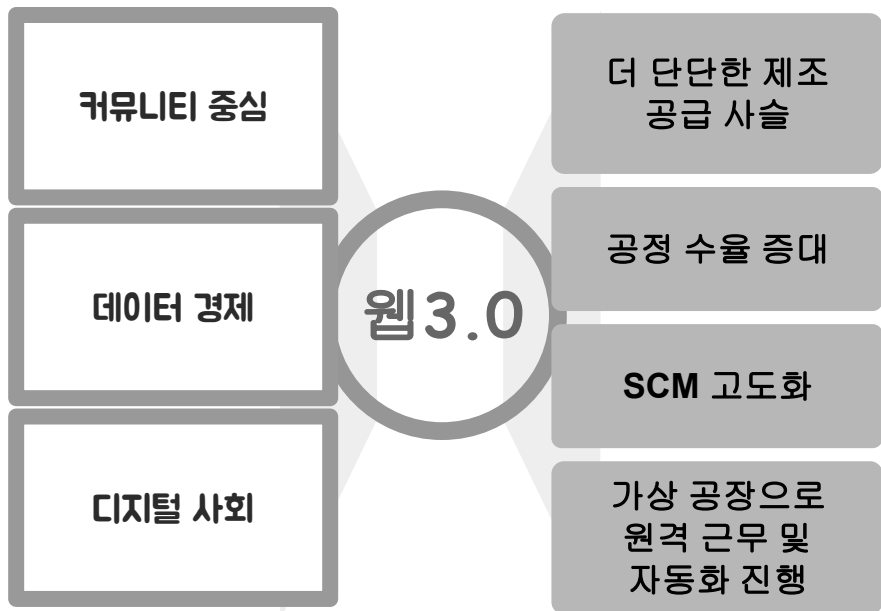 커뮤니티 중심
데이터 경제
디지털 사회
웹3.0
더 단단한 제조
공급 사슬
공정 수율 증대
SCM 고도화
가상 공장으로
원격 근무 및
자동화 진행